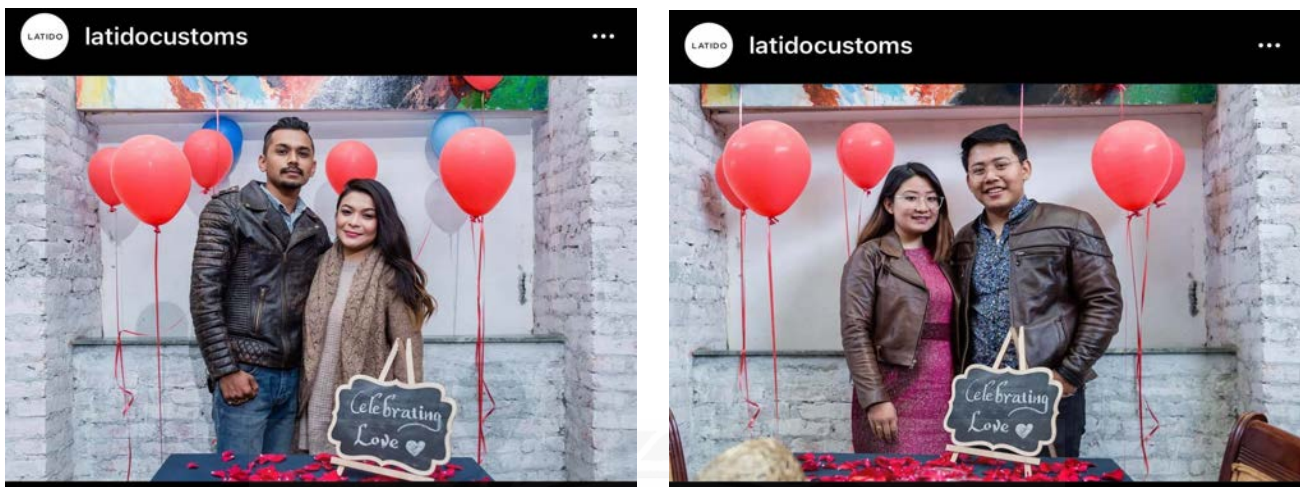 LATIDO
latidocustoms
Celebrating
Love
LATIDO
latidocustoms
Celebrating
Love